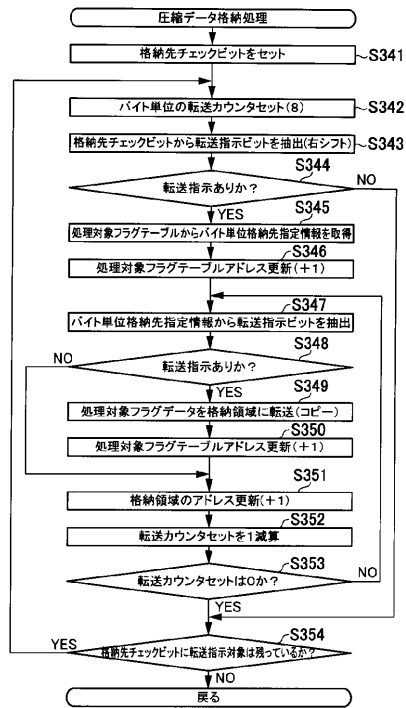 圧縮データ格納処理
格納先チェックビットをセット
S341
バイト単位の転送カウンタセット(8)
S342
格納先チェックビットから転送指示ビットを抽出(右シフト)
S343
S344
転送指示ありか?
NO
YES
S345
処理対象フラグテーブルからバイト単位格納先指定情報を取得
S346
処理対象フラグテーブルアドレス更新(+1)
S347
バイト単位格納先指定情報から転送指示ビットを抽出
S348
NO
転送指示ありか?
YES
S349
処理対象フラグデータを格納領域に転送(コピー)
S350
処理対象フラグテーブルアドレス更新(+1)
S351
格納領域のアドレス更新(+1)
S352
転送カウンタセットを1減算
S353
転送カウンタセットは0か?
NO
YES
S354
YES
格納先チェックビットに転送指示対象は残っているか?
NO
戻る